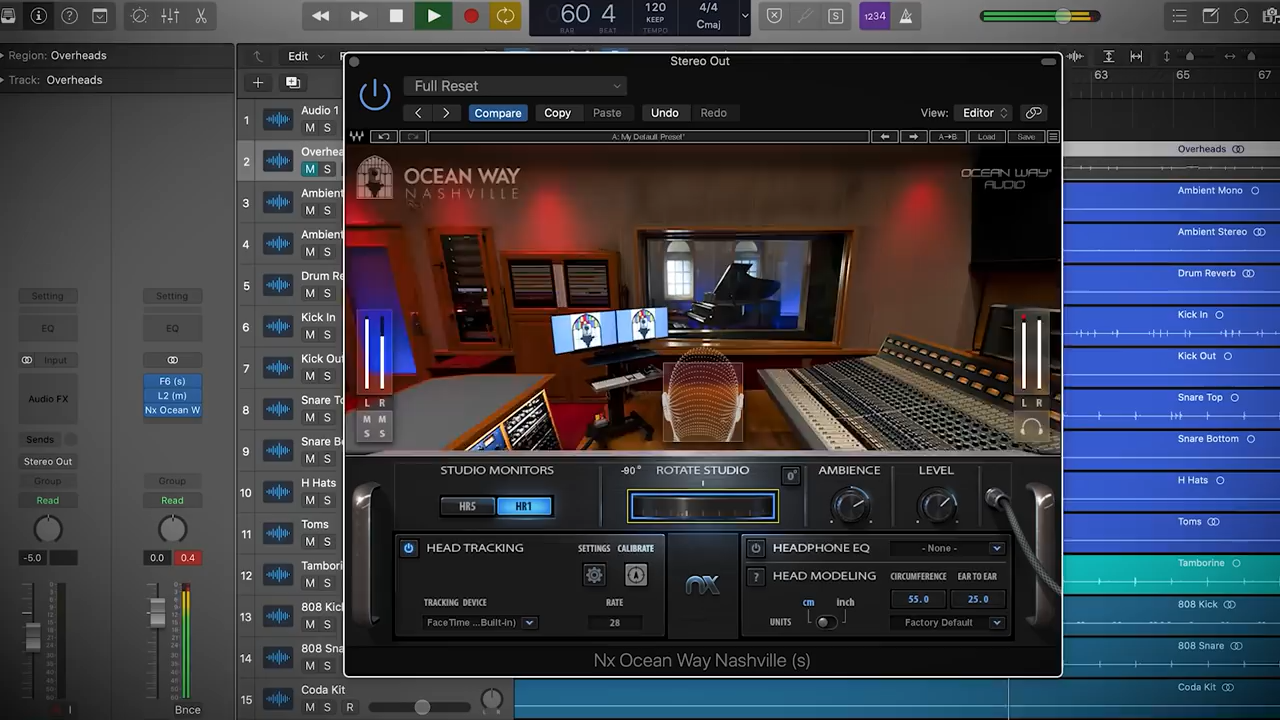 60 4
BAR BEAT
120
KEEP
TEMPO
4/4
Cmaj
S
1234
Region: Overheads
Track: Overheads
Edit
63 65 67
Stereo Out
Full Reset
Compare Copy Paste Undo Redo
View: Editor
A: My Default Preset*
A→B Load Save
OCEAN WAY
NASHVILLE
OCEAN WAY
AUDIO
L R
M M
S S
L R
STUDIO MONITORS
HR5 HR1
-90° ROTATE STUDIO 0°
AMBIENCE
LEVEL
HEAD TRACKING
SETTINGS CALIBRATE
TRACKING DEVICE
FaceTime ...Built-In)
RATE
28
nx
HEADPHONE EQ
- None -
? HEAD MODELING
CIRCUMFERENCE EAR TO EAR
55.0 25.0
cm inch
UNITS
Factory Default
Nx Ocean Way Nashville (s)
1 Audio 1
M S
2 Overhea
M S
3 Ambient
M S
4 Ambient
M S
5 Drum Re
M S
6 Kick In
M S
7 Kick Out
M S
8 Snare To
M S
9 Snare Bo
M S
10 H Hats
M S
11 Toms
M S
12 Tambori
M S
13 808 Kick
M S
14 808 Sna
M S
15 Coda Kit
M S R
Overheads
Ambient Mono
Ambient Stereo
Drum Reverb
Kick In
Kick Out
Snare Top
Snare Bottom
H Hats
Toms
Tamborine
808 Kick
808 Snare
Coda Kit
Setting Setting
EQ EQ
Input
Audio FX
F6 (s)
L2 (m)
Nx Ocean W
Sends
Stereo Out
Group Group
Read Read
-5.0
0.0 0.4
I
Bnce